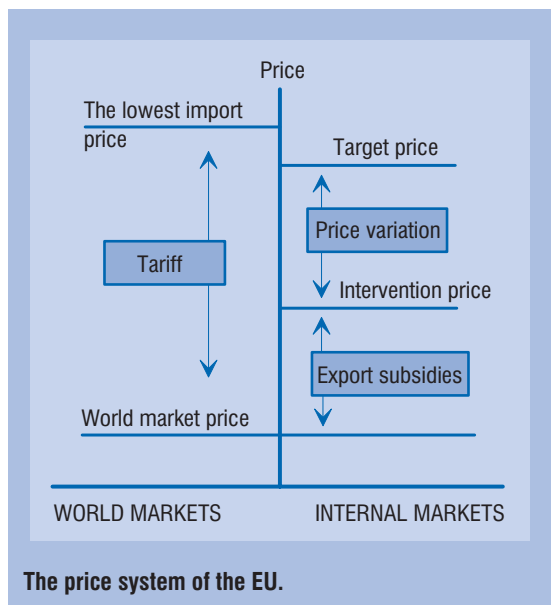 Price
The lowest import
price
Target price
Price variation
Tariff
Intervention price
Export subsidies
World market price
WORLD MARKETS
INTERNAL MARKETS
The price system of the EU.